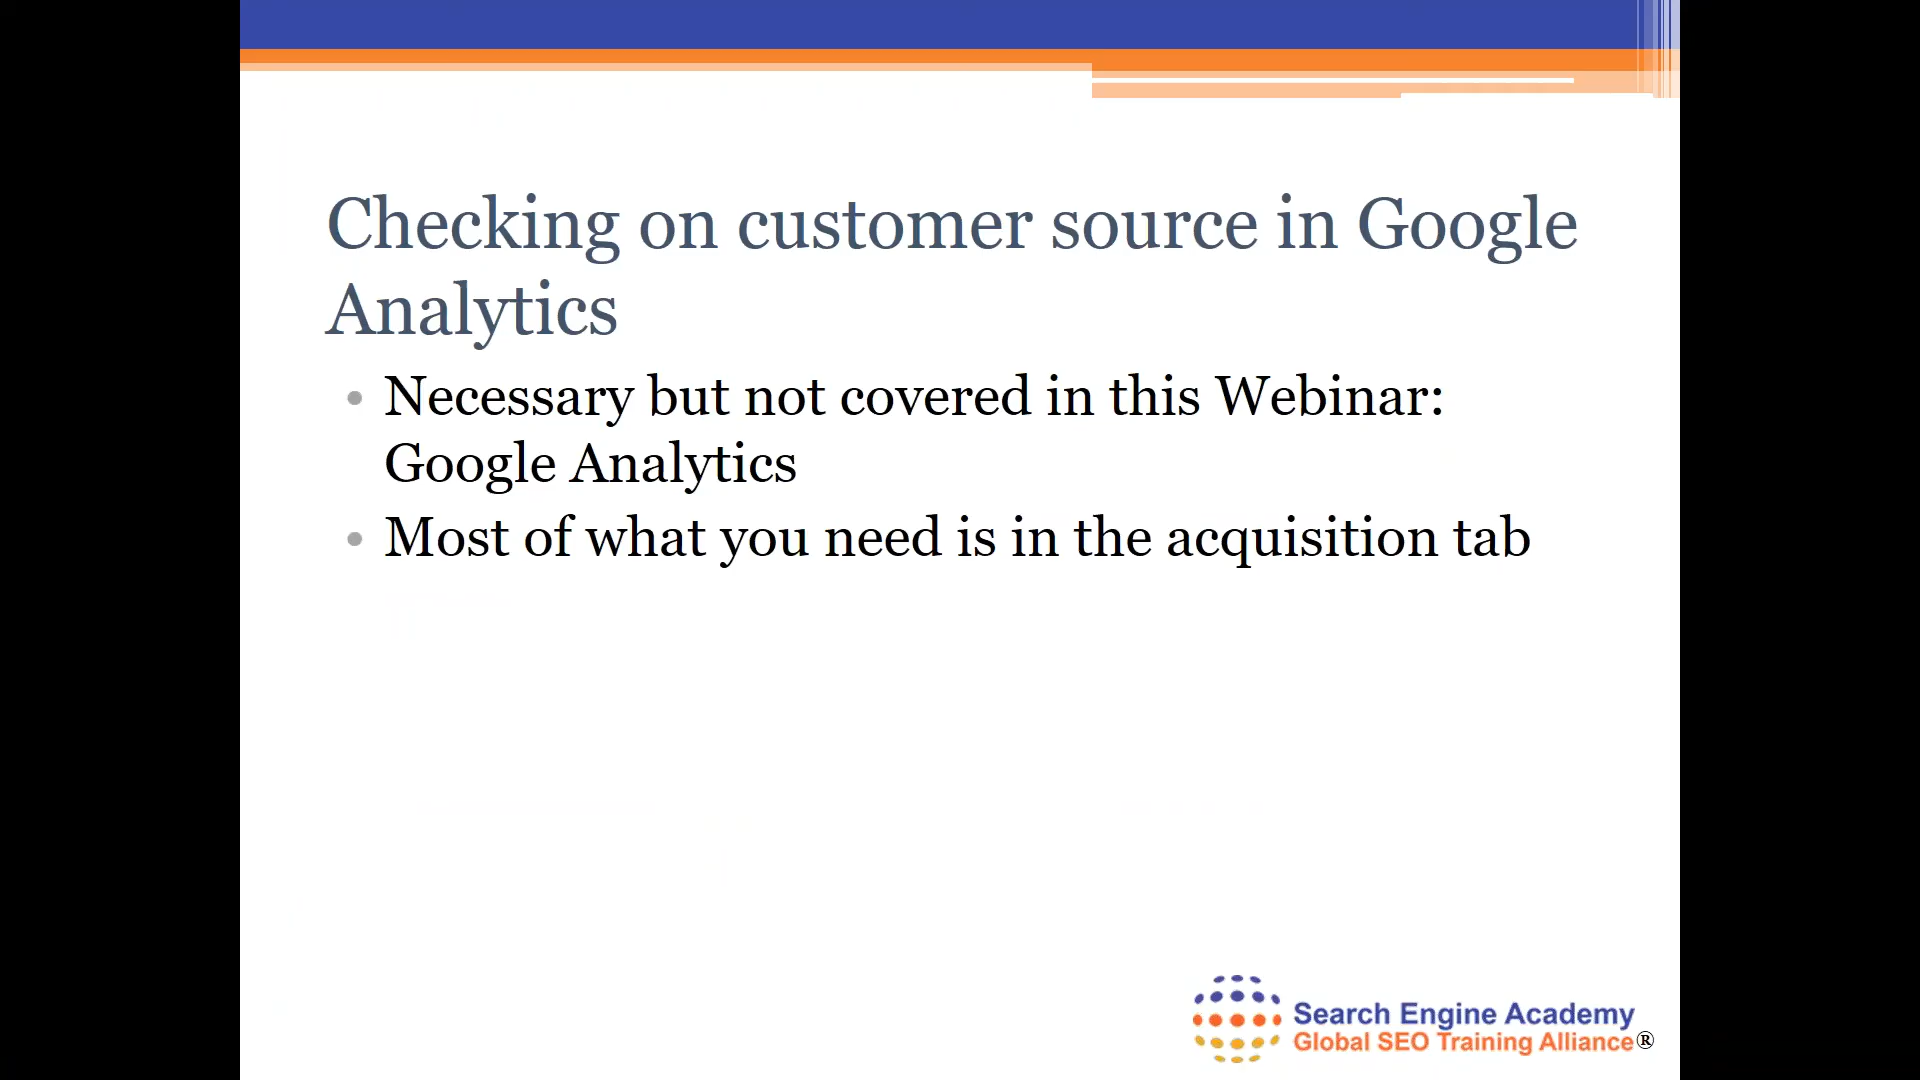 Checking on customer source in Google
Analytics
• Necessary but not covered in this Webinar:
Google Analytics
• Most of what you need is in the acquisition tab
Search Engine Academy
Global SEO Training Alliance®